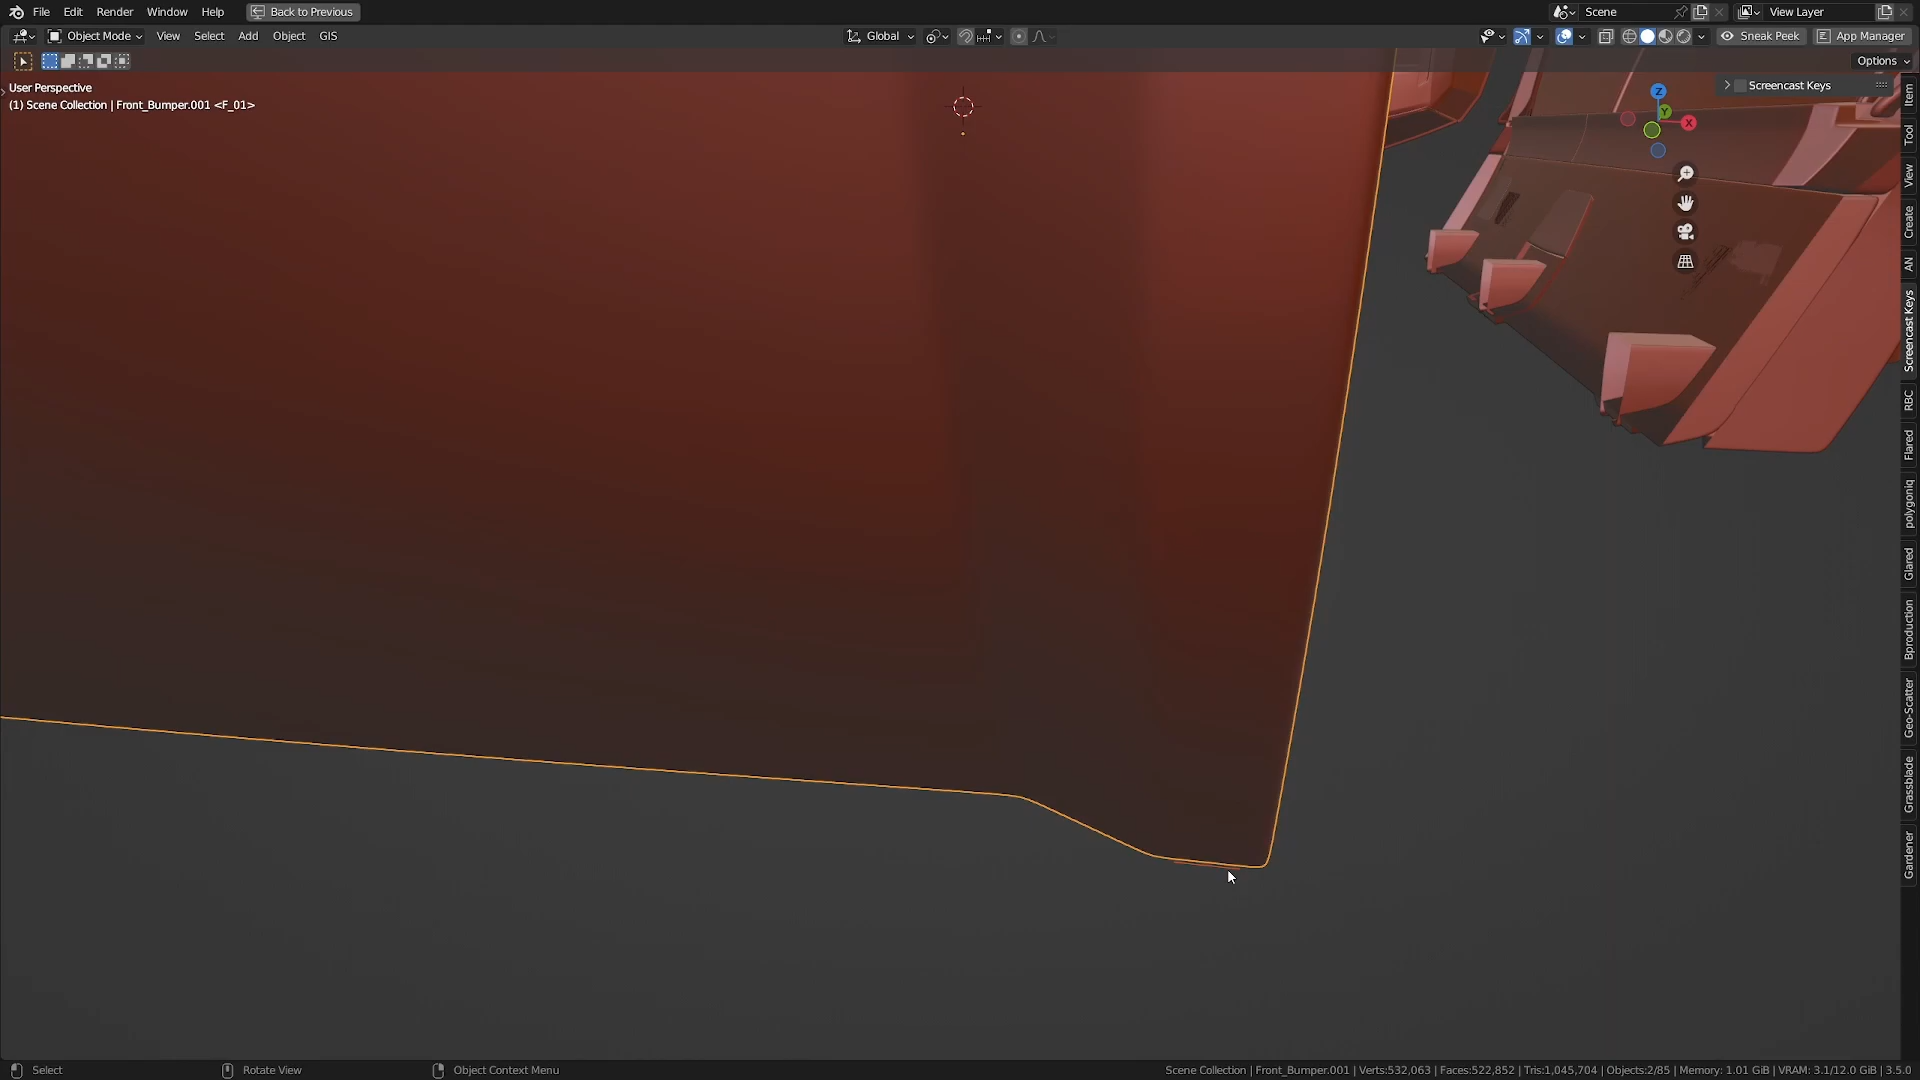 File Edit Render Window Help Back to Previous Scene View Layer
Object Mode View Select Add Object GIS Global Sneak Peek App Manager
Options
User Perspective
(1) Scene Collection | Front_Bumper.001 <F_01>
Screencast Keys
Z
Y
X
Item
Tool
View
Create
AN
Screencast Keys
RBC
Flared
polygoniq
Glared
Bproduction
Geo-Scatter
Grassblade
Gardener
Select Rotate View Object Context Menu Scene Collection | Front_Bumper.001 | Verts:532,063 | Faces:522,852 | Tris:1,045,704 | Objects:2/85 | Memory: 1.01 GiB | VRAM: 3.1/12.0 GiB | 3.5.0